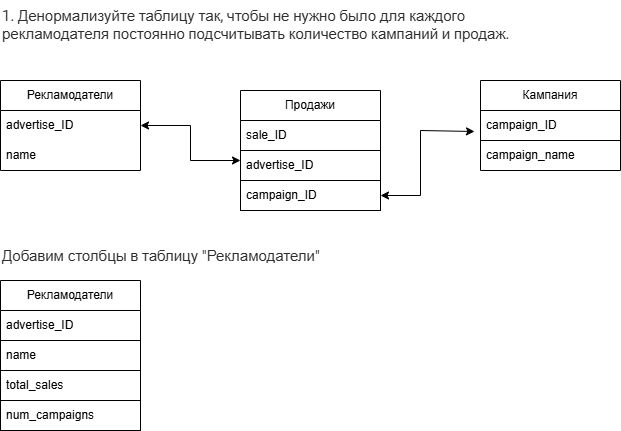 1. Денормализуйте таблицу так, чтобы не нужно было для каждого
рекламодателя постоянно подсчитывать количество кампаний и продаж.
Рекламодатели
advertise_ID
name
Продажи
sale_ID
advertise_ID
campaign_ID
Кампания
campaign_ID
campaign_name
Добавим столбцы в таблицу "Рекламодатели"
Рекламодатели
advertise_ID
name
total_sales
num_campaigns